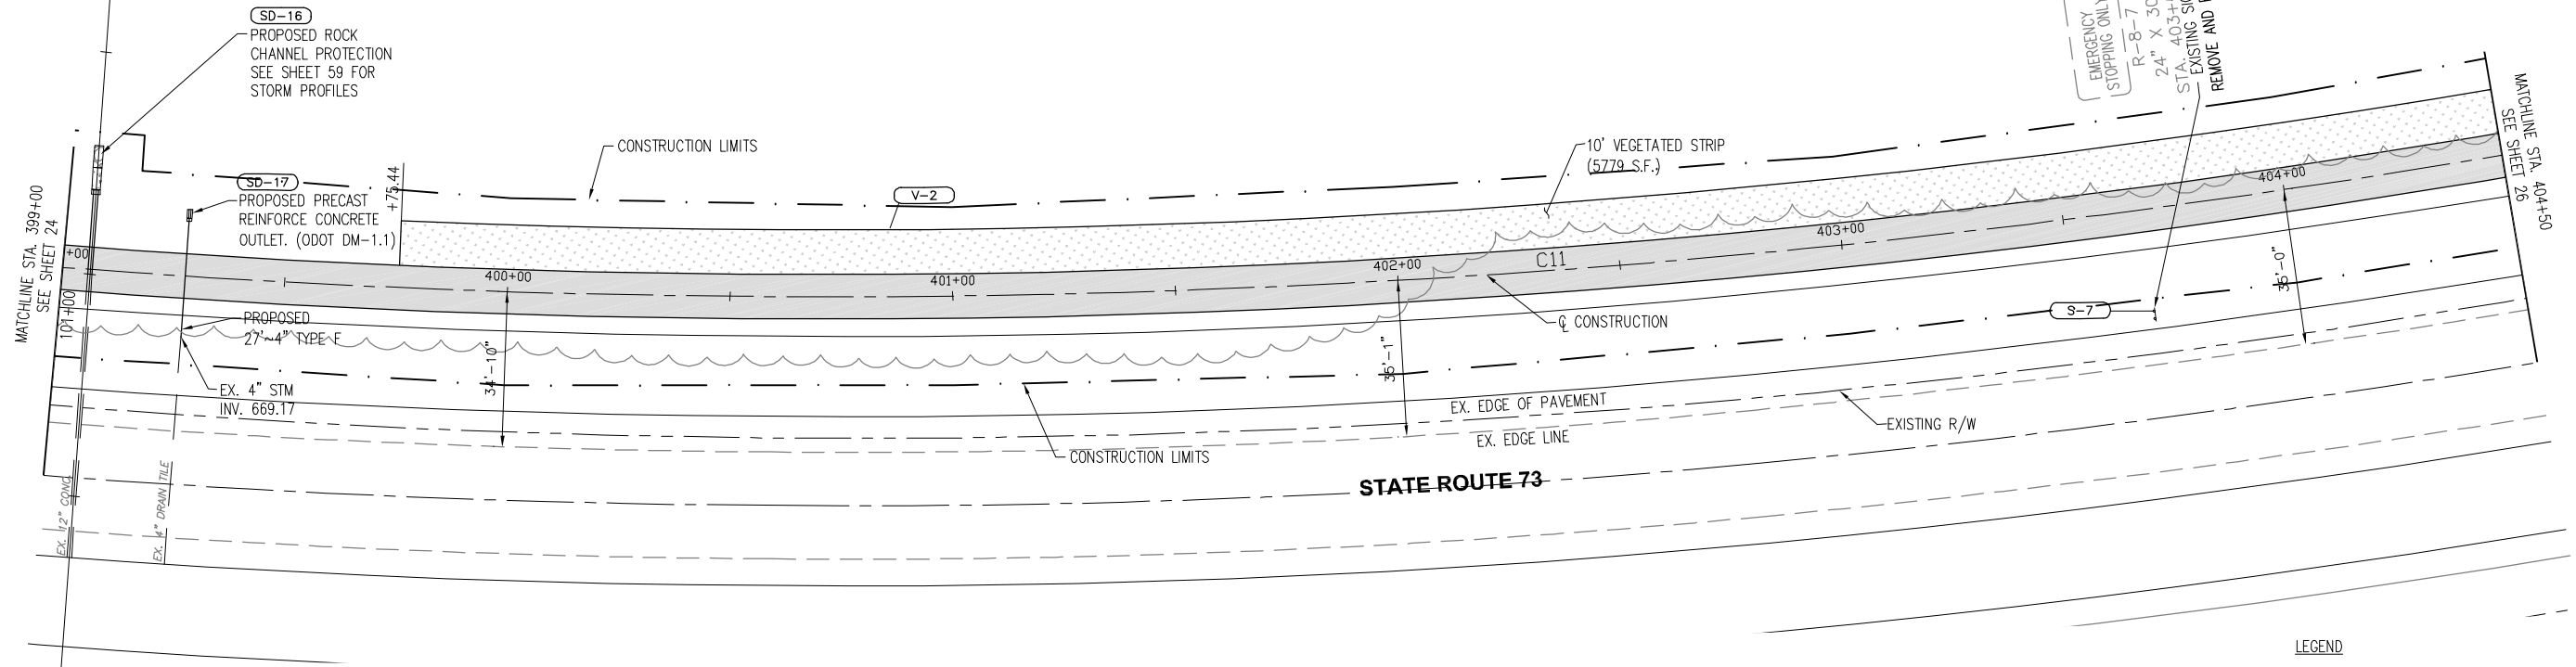 SD-16
PROPOSED ROCK
CHANNEL PROTECTION
SEE SHEET 59 FOR
STORM PROFILES
SD-17
PROPOSED PRECAST
REINFORCE CONCRETE
OUTLET. (ODOT DM-1.1)
+75.44
CONSTRUCTION LIMITS
V-2
10' VEGETATED STRIP
(5779 S.F.)
EMERGENCY
STOPPING ONLY
R-8-7
24" X
STA.
EXISTING
REMOVE AND
MATCHLINE STA. 404+50
SEE SHEET 26
MATCHLINE STA. 399+00
SEE SHEET 24
+00
101+00
400+00
401+00
402+00
C11
403+00
404+00
PROPOSED
27'~4" TYPE F
EX. 4" STM
INV. 669.17
34'-10"
35'-1"
35'-0"
℄ CONSTRUCTION
S-7
EX. EDGE OF PAVEMENT
EX. EDGE LINE
EXISTING R/W
CONSTRUCTION LIMITS
STATE ROUTE 73
EX. 12" CONC.
EX. 4" DRAIN TILE
LEGEND